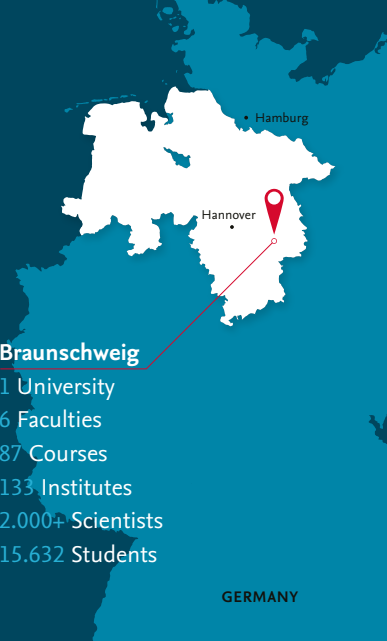 Hamburg
Hannover
Braunschweig
1 University
6 Faculties
87 Courses
133 Institutes
2.000+ Scientists
15.632 Students
GERMANY